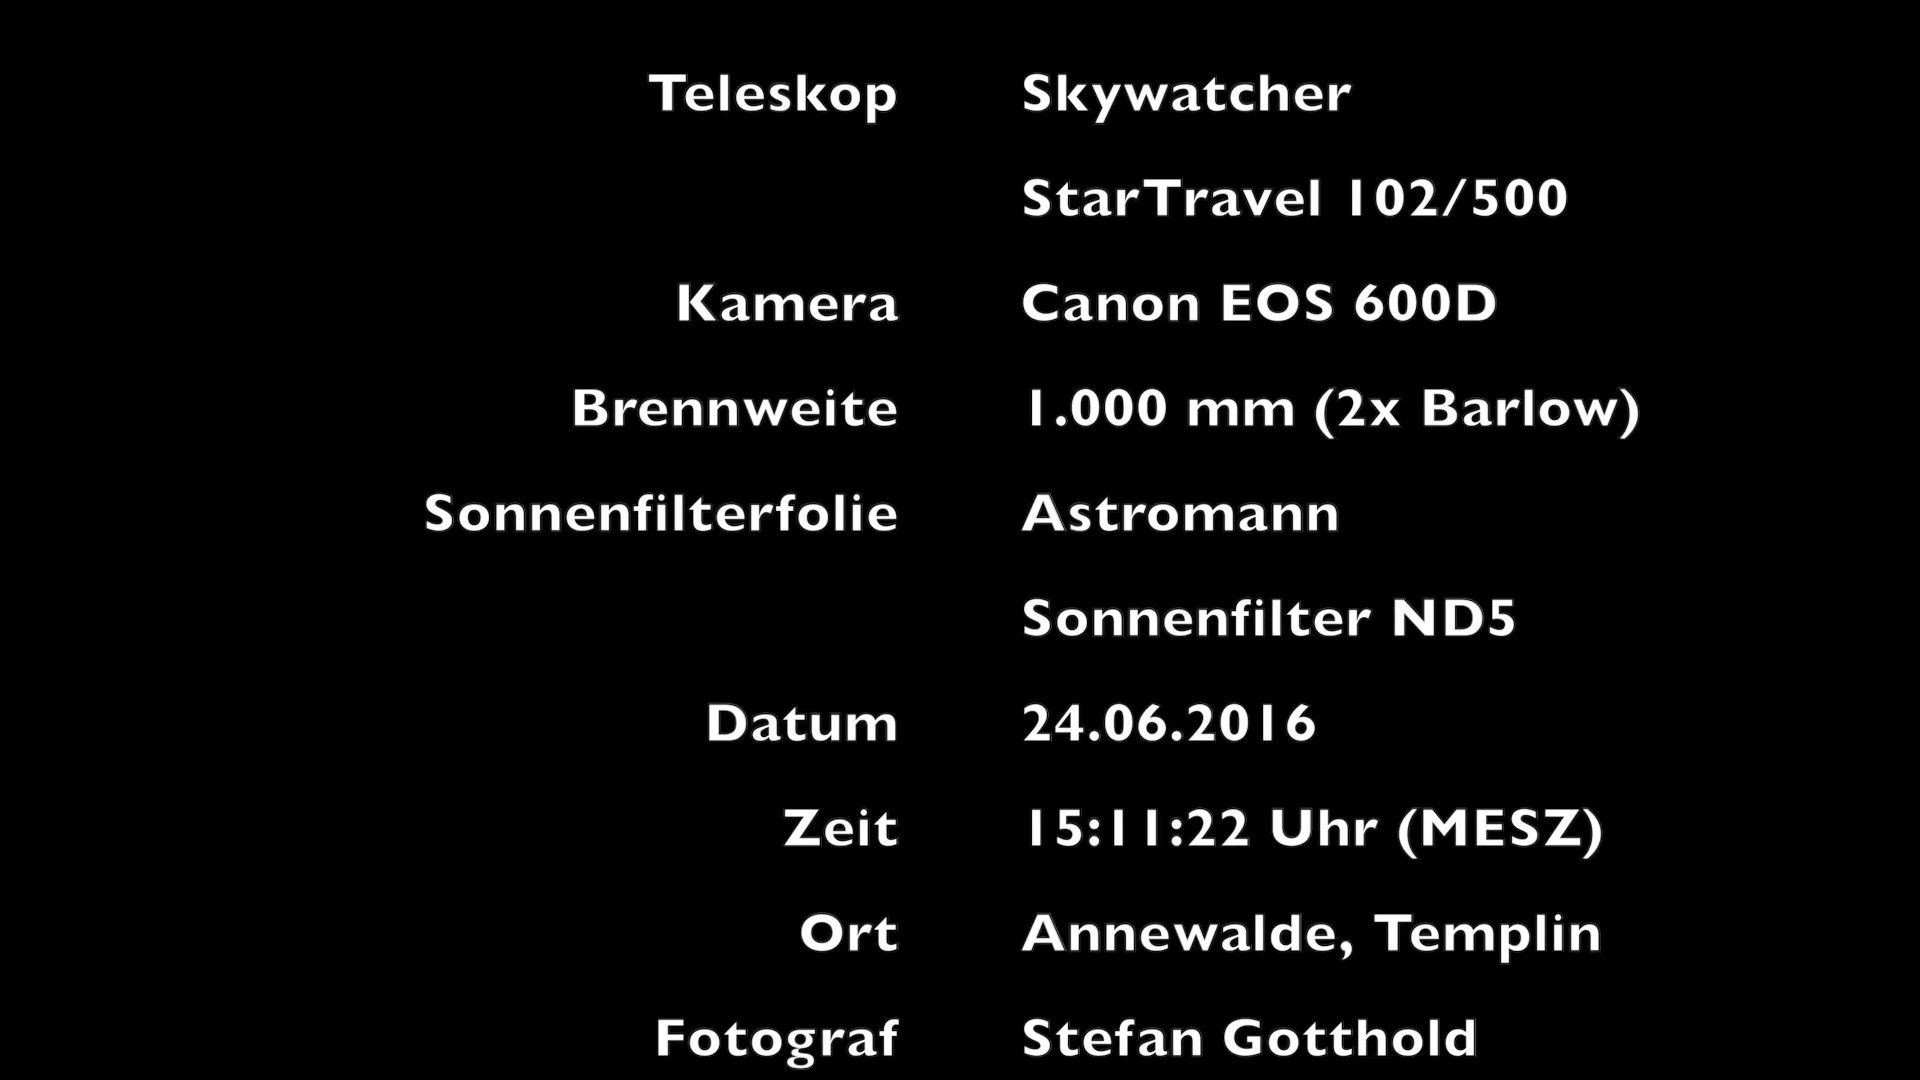 Teleskop Skywatcher
StarTravel 102/500
Kamera Canon EOS 600D
Brennweite 1.000 mm (2x Barlow)
Sonnenfilterfolie Astromann
Sonnenfilter ND5
Datum 24.06.2016
Zeit 15:11:22 Uhr (MESZ)
Ort Annewalde, Templin
Fotograf Stefan Gotthold